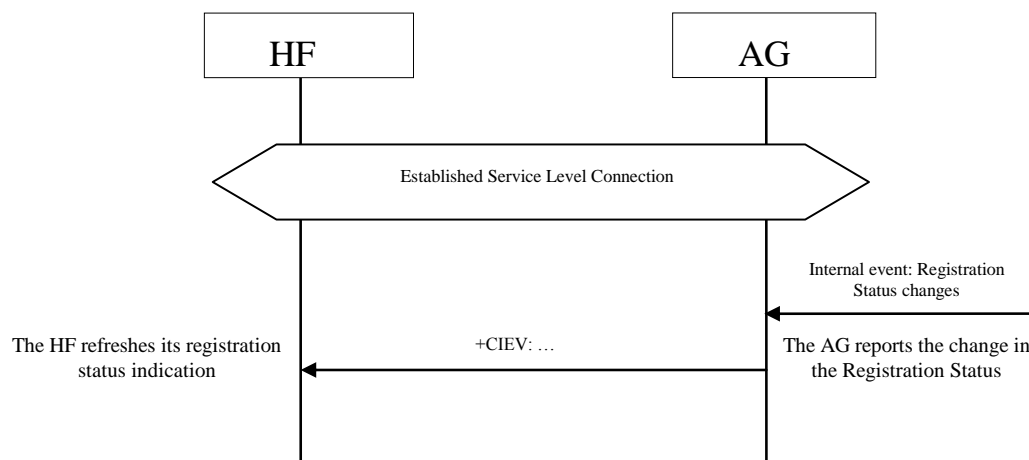 HF
AG
Established Service Level Connection
Internal event: Registration
Status changes
The HF refreshes its registration
status indication
+CIEV: …
The AG reports the change in
the Registration Status